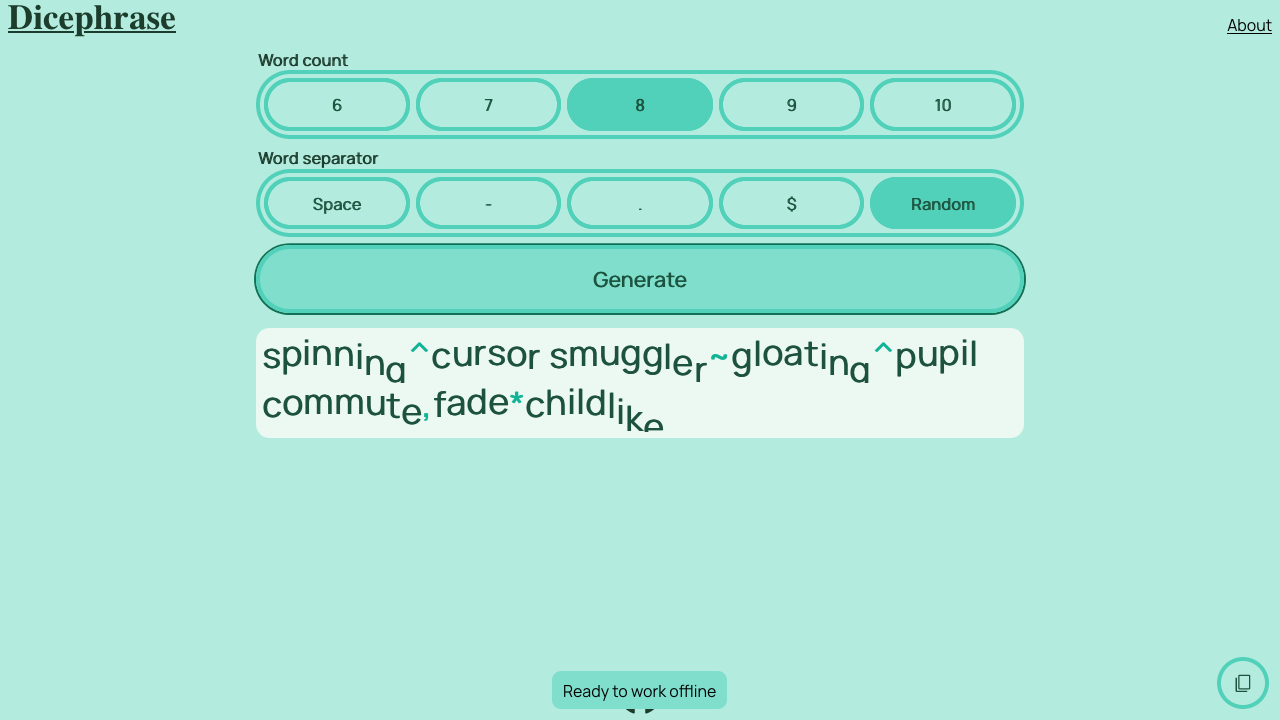 Dicephrase
About
Word count
6 7 8 9 10
Word separator
Space - . $ Random
Generate
spinning^cursor smuggler~gloating^pupil
commute,fade*childlike
Ready to work offline